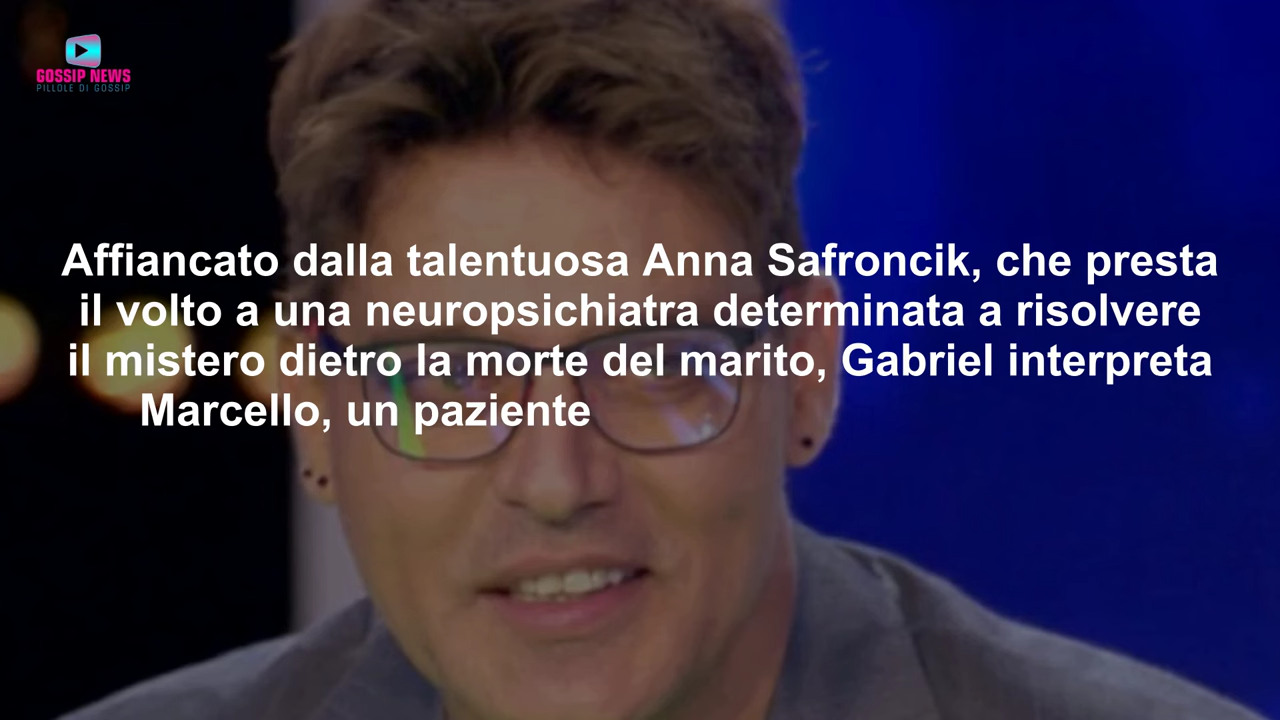 GOSSIP NEWS
PILLOLE DI GOSSIP
Affiancato dalla talentuosa Anna Safroncik, che presta
il volto a una neuropsichiatra determinata a risolvere
il mistero dietro la morte del marito, Gabriel interpreta
Marcello, un paziente